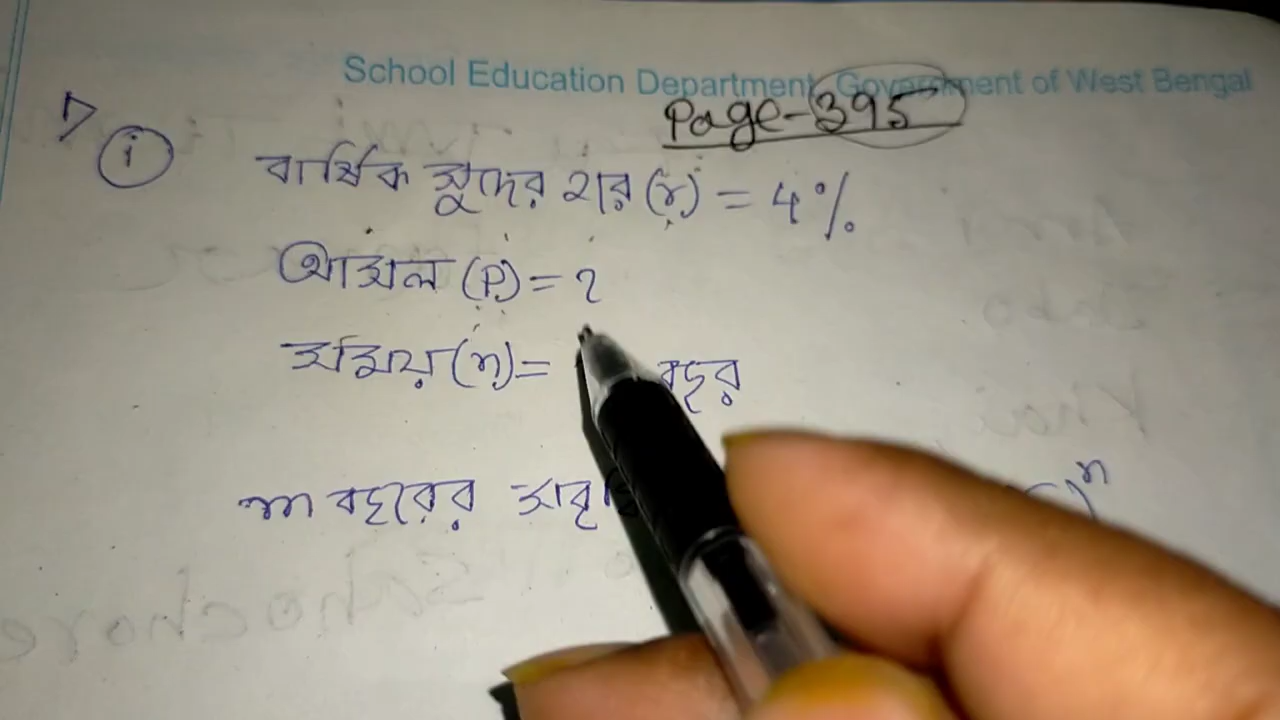 School Education Department, Government of West Bengal
Page-395
7
i
বার্ষিক সুদের হার (r) = 4%
আসল (P) = ?
সময় (n) = বছর
n বছরের )ⁿ